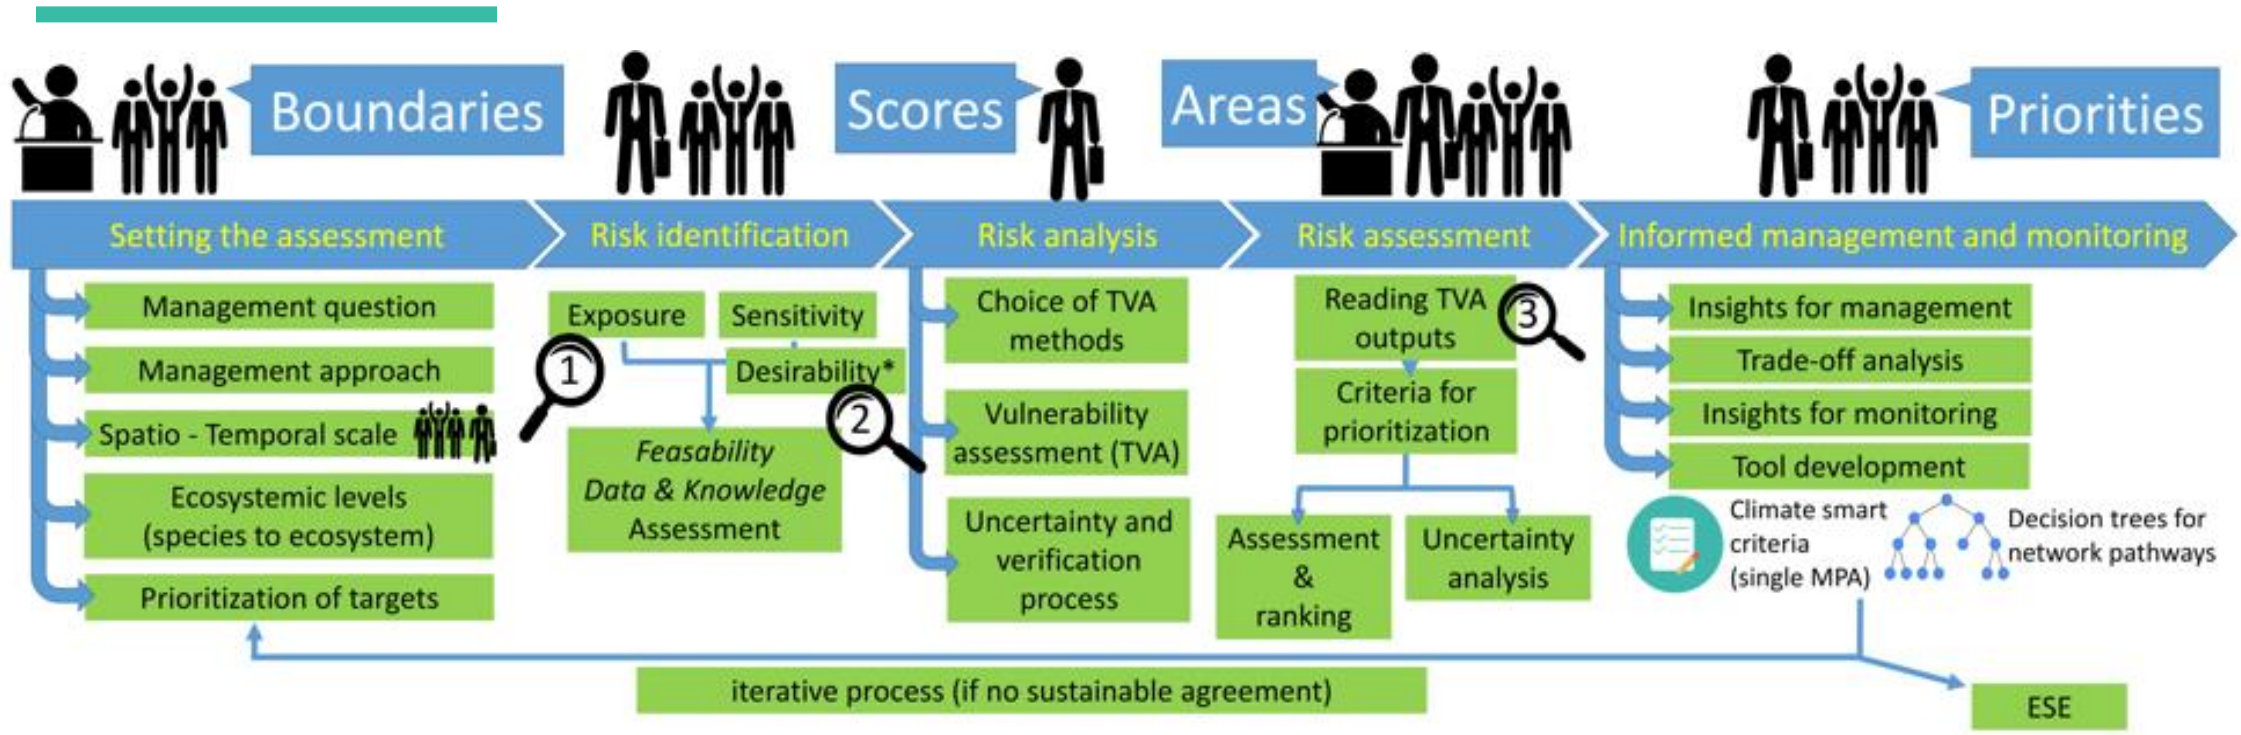 Boundaries
Scores
Areas
Priorities
Setting the assessment
Risk identification
Risk analysis
Risk assessment
Informed management and monitoring
Management question
Management approach
Spatio - Temporal scale
Ecosystemic levels
(species to ecosystem)
Prioritization of targets
Exposure
Sensitivity
1
Desirability*
2
Feasability
Data & Knowledge
Assessment
Choice of TVA
methods
Vulnerability
assessment (TVA)
Uncertainty and
verification
process
Reading TVA
outputs
3
Criteria for
prioritization
Assessment
&
ranking
Uncertainty
analysis
Insights for management
Trade-off analysis
Insights for monitoring
Tool development
Climate smart
criteria
(single MPA)
Decision trees for
network pathways
iterative process (if no sustainable agreement)
ESE